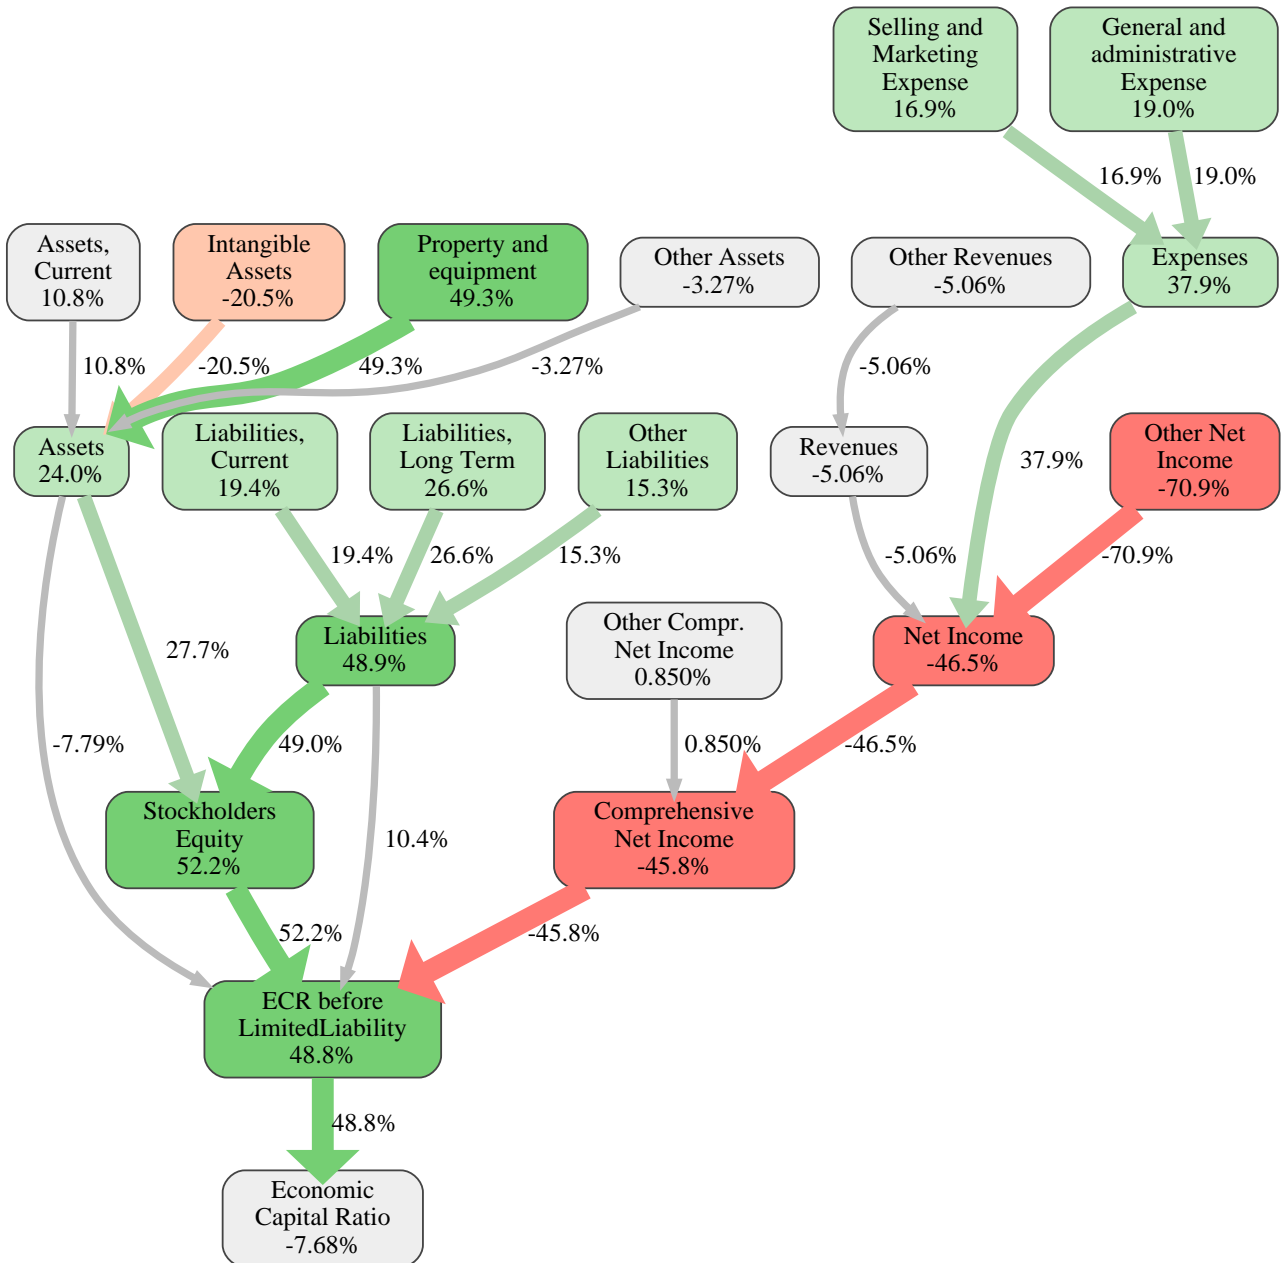 Selling and
Marketing
Expense
16.9%
General and
administrative
Expense
19.0%
16.9%
19.0%
Assets,
Current
10.8%
Intangible
Assets
-20.5%
Property and
equipment
49.3%
Other Assets
-3.27%
Other Revenues
-5.06%
Expenses
37.9%
10.8%
-20.5%
49.3%
-3.27%
-5.06%
Assets
24.0%
Liabilities,
Current
19.4%
Liabilities,
Long Term
26.6%
Other
Liabilities
15.3%
Revenues
-5.06%
37.9%
Other Net
Income
-70.9%
19.4%
26.6%
15.3%
-5.06%
-70.9%
27.7%
Liabilities
48.9%
Other Compr.
Net Income
0.850%
Net Income
-46.5%
-7.79%
49.0%
0.850%
-46.5%
Stockholders
Equity
52.2%
10.4%
Comprehensive
Net Income
-45.8%
52.2%
-45.8%
ECR before
LimitedLiability
48.8%
48.8%
Economic
Capital Ratio
-7.68%